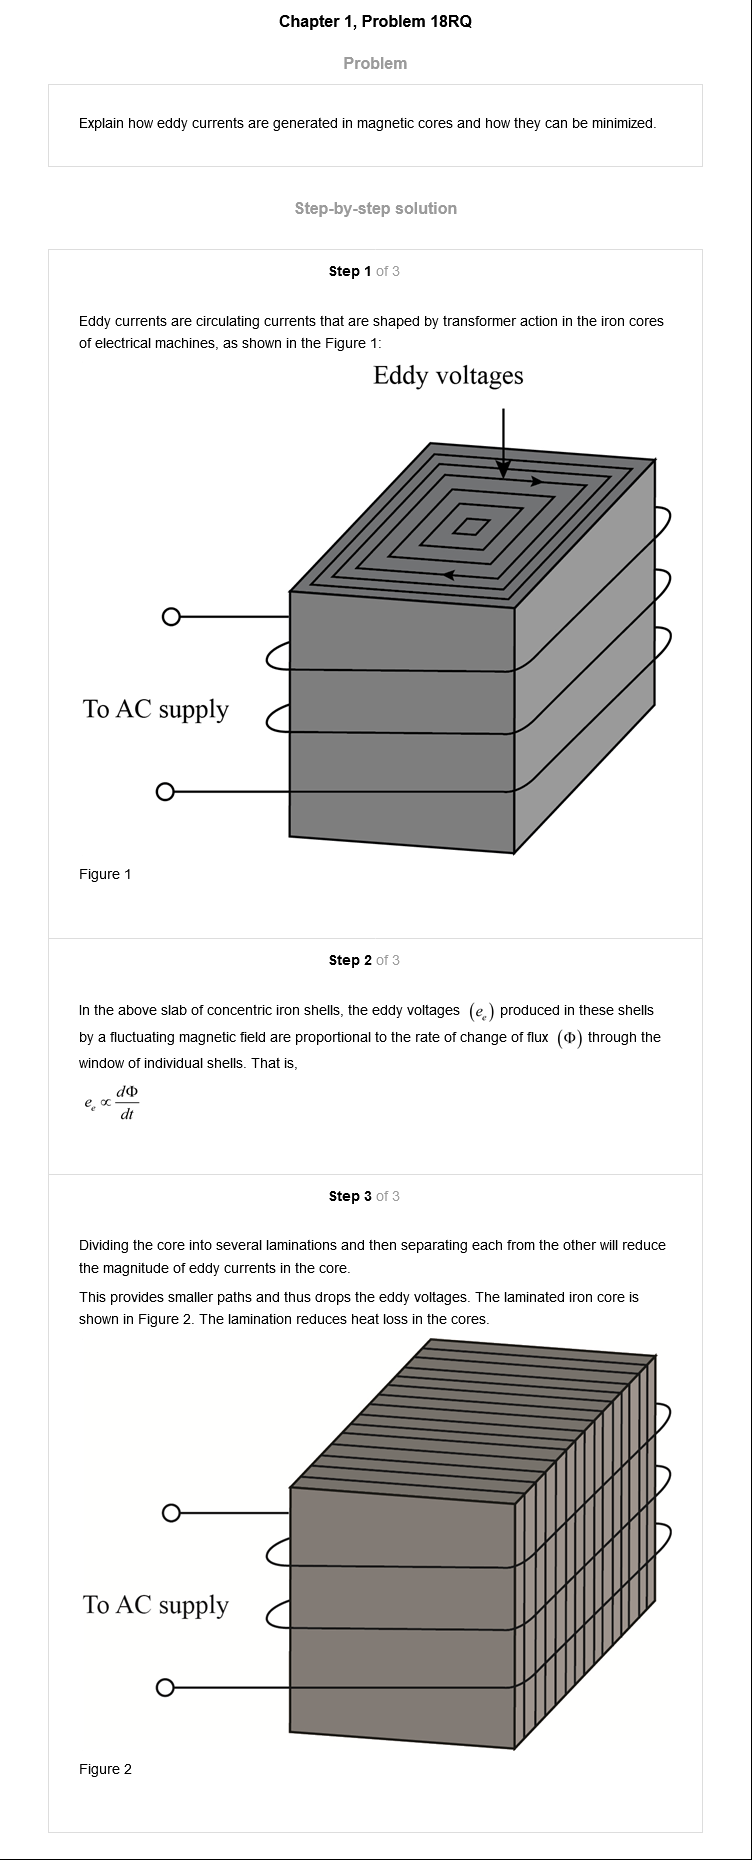 Chapter 1, Problem 18RQ
Problem
Explain how eddy currents are generated in magnetic cores and how they can be minimized.
Step-by-step solution
Step 1 of 3
Eddy currents are circulating currents that are shaped by transformer action in the iron cores
of electrical machines, as shown in the Figure 1:
Eddy voltages
To AC supply
Figure 1
Step 2 of 3
In the above slab of concentric iron shells, the eddy voltages (eₑ) produced in these shells
by a fluctuating magnetic field are proportional to the rate of change of flux (Φ) through the
window of individual shells. That is,
eₑ ∝ dΦ/dt
Step 3 of 3
Dividing the core into several laminations and then separating each from the other will reduce
the magnitude of eddy currents in the core.
This provides smaller paths and thus drops the eddy voltages. The laminated iron core is
shown in Figure 2. The lamination reduces heat loss in the cores.
To AC supply
Figure 2